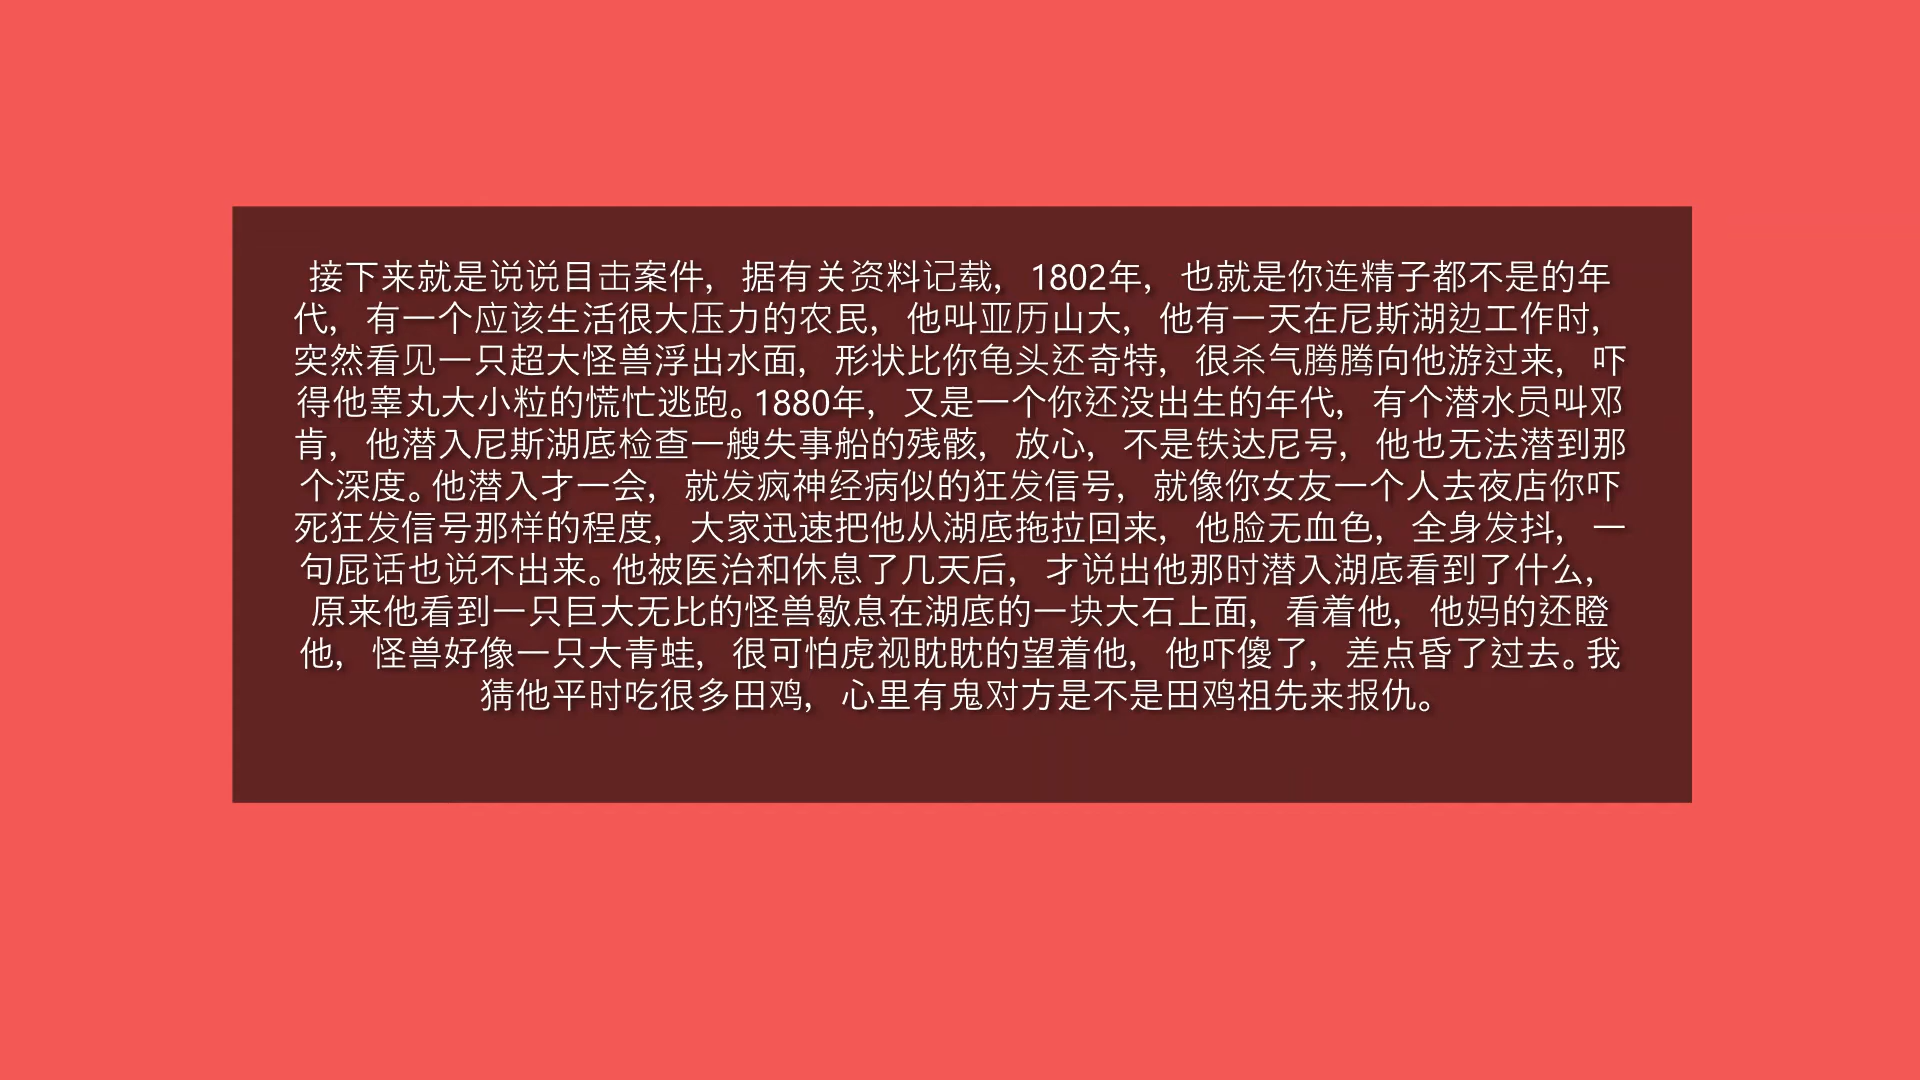 接下来就是说说目击案件，据有关资料记载，1802年，也就是你连精子都不是的年
代，有一个应该生活很大压力的农民，他叫亚历山大，他有一天在尼斯湖边工作时，
突然看见一只超大怪兽浮出水面，形状比你龟头还奇特，很杀气腾腾向他游过来，吓
得他睾丸大小粒的慌忙逃跑。1880年，又是一个你还没出生的年代，有个潜水员叫邓
肯，他潜入尼斯湖底检查一艘失事船的残骸，放心，不是铁达尼号，他也无法潜到那
个深度。他潜入才一会，就发疯神经病似的狂发信号，就像你女友一个人去夜店你吓
死狂发信号那样的程度，大家迅速把他从湖底拖拉回来，他脸无血色，全身发抖，一
句屁话也说不出来。他被医治和休息了几天后，才说出他那时潜入湖底看到了什么，
原来他看到一只巨大无比的怪兽歇息在湖底的一块大石上面，看着他，他妈的还瞪
他，怪兽好像一只大青蛙，很可怕虎视眈眈的望着他，他吓傻了，差点昏了过去。我
猜他平时吃很多田鸡，心里有鬼对方是不是田鸡祖先来报仇。